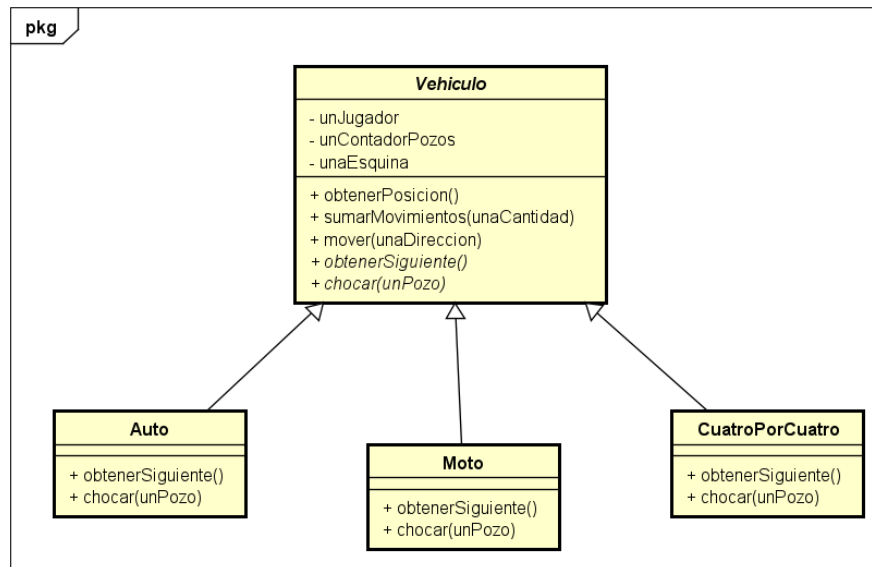 pkg
Vehiculo
- unJugador
- unContadorPozos
- unaEsquina
+ obtenerPosicion()
+ sumarMovimientos(unaCantidad)
+ mover(unaDireccion)
+ obtenerSiguiente()
+ chocar(unPozo)
Auto
+ obtenerSiguiente()
+ chocar(unPozo)
Moto
+ obtenerSiguiente()
+ chocar(unPozo)
CuatroPorCuatro
+ obtenerSiguiente()
+ chocar(unPozo)